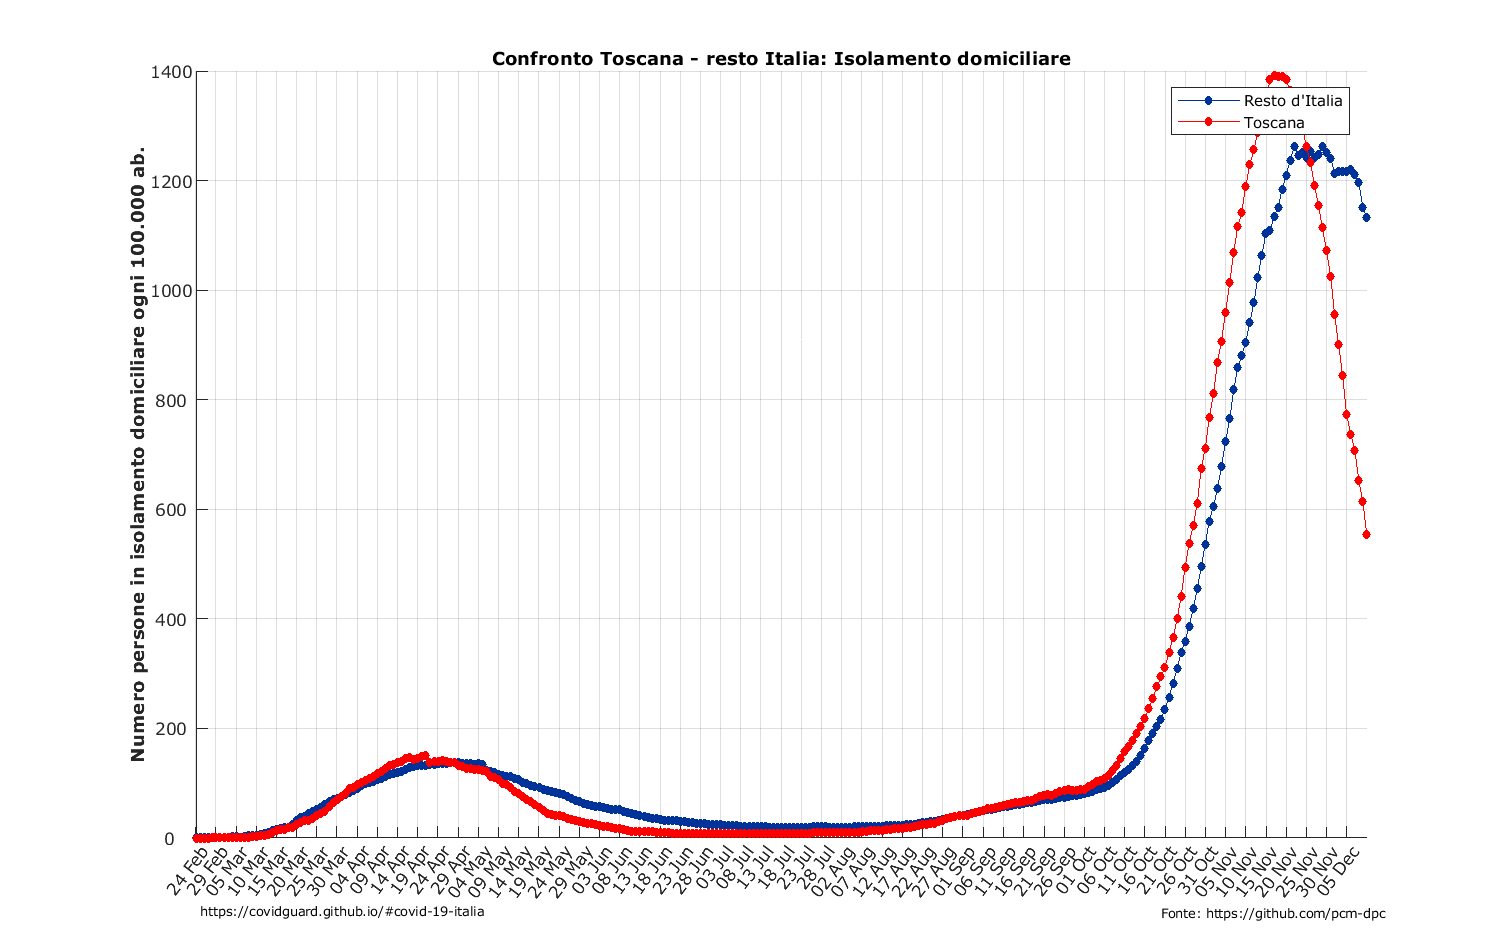 Confronto Toscana - resto Italia: Isolamento domiciliare
Numero persone in isolamento domiciliare ogni 100.000 ab.
1400
1200
1000
800
600
400
200
0
Resto d'Italia
Toscana
24 Feb
29 Feb
05 Mar
10 Mar
15 Mar
20 Mar
25 Mar
30 Mar
04 Apr
09 Apr
14 Apr
19 Apr
24 Apr
29 Apr
04 May
09 May
14 May
19 May
24 May
29 May
03 Jun
08 Jun
13 Jun
18 Jun
23 Jun
28 Jun
03 Jul
08 Jul
13 Jul
18 Jul
23 Jul
28 Jul
02 Aug
07 Aug
12 Aug
17 Aug
22 Aug
27 Aug
01 Sep
06 Sep
11 Sep
16 Sep
21 Sep
26 Sep
01 Oct
06 Oct
11 Oct
16 Oct
21 Oct
26 Oct
31 Oct
05 Nov
10 Nov
15 Nov
20 Nov
25 Nov
30 Nov
05 Dec
https://covidguard.github.io/#covid-19-italia
Fonte: https://github.com/pcm-dpc